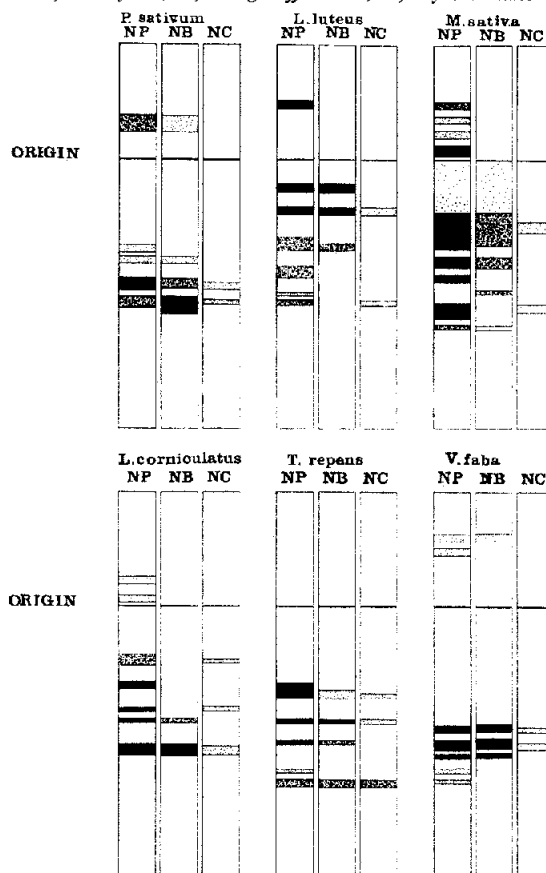 P. sativum L. luteus M. sativa
NP NB NC NP NB NC NP NB NC
ORIGIN
L. corniculatus T. repens V. faba
NP NB NC NP NB NC NP NB NC
ORIGIN